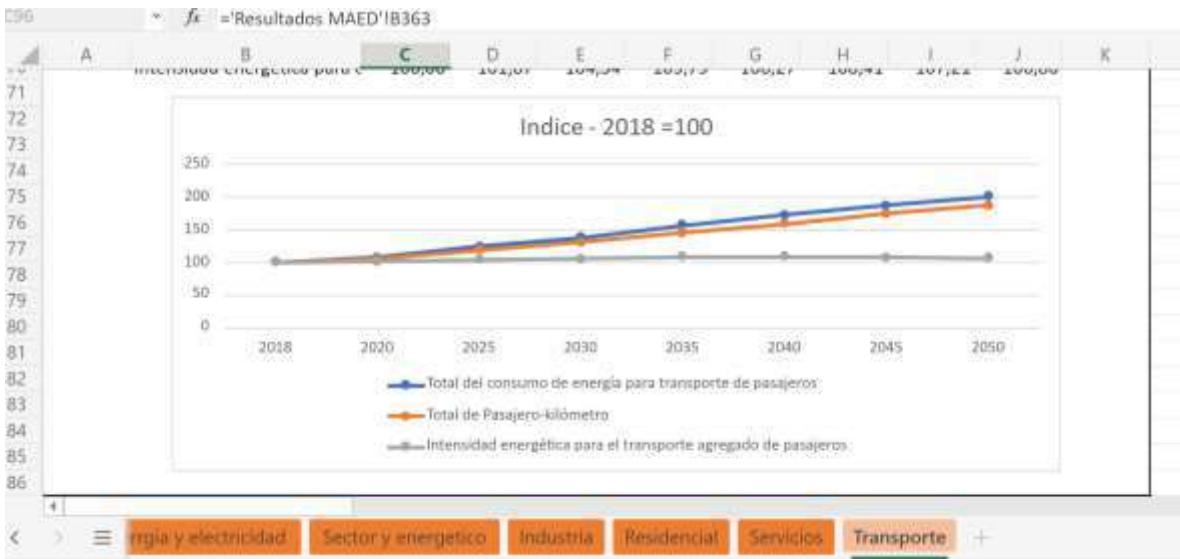 C96 fx ='Resultados MAED'!B363
A B C D E F G H I J K
71
72
73
74
75
76
77
78
79
80
81
82
83
84
85
86
Indice - 2018 =100
250
200
150
100
50
0
2018 2020 2025 2030 2035 2040 2045 2050
Total del consumo de energía para transporte de pasajeros
Total de Pasajero-kilómetro
Intensidad energética para el transporte agregado de pasajeros
rgia y electricidad Sector y energetico Industria Residencial Servicios Transporte